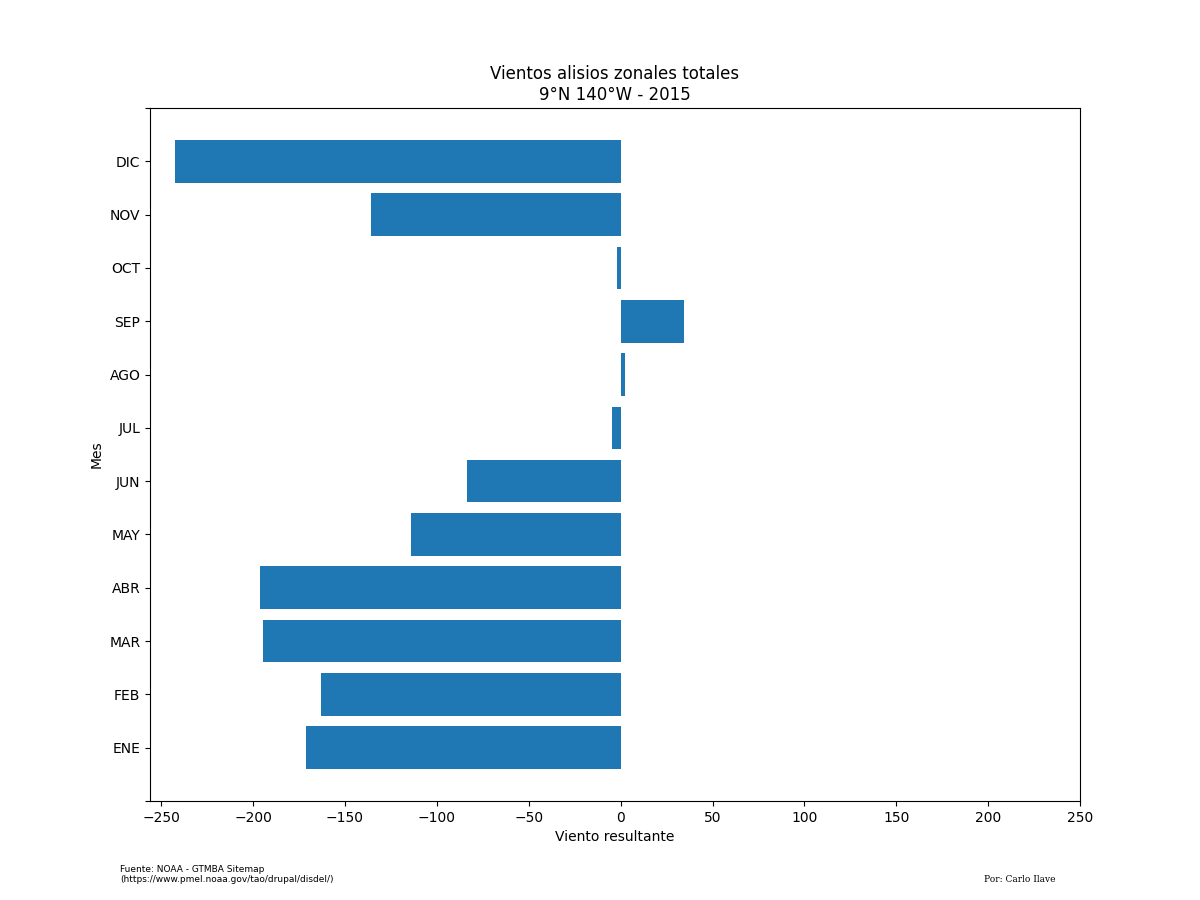 Vientos alisios zonales totales
9°N 140°W - 2015
DIC
NOV
OCT
SEP
AGO
JUL
JUN
MAY
ABR
MAR
FEB
ENE
Mes
−250 −200 −150 −100 −50 0 50 100 150 200 250
Viento resultante
Fuente: NOAA - GTMBA Sitemap
(https://www.pmel.noaa.gov/tao/drupal/disdel/)
Por: Carlo Ilave